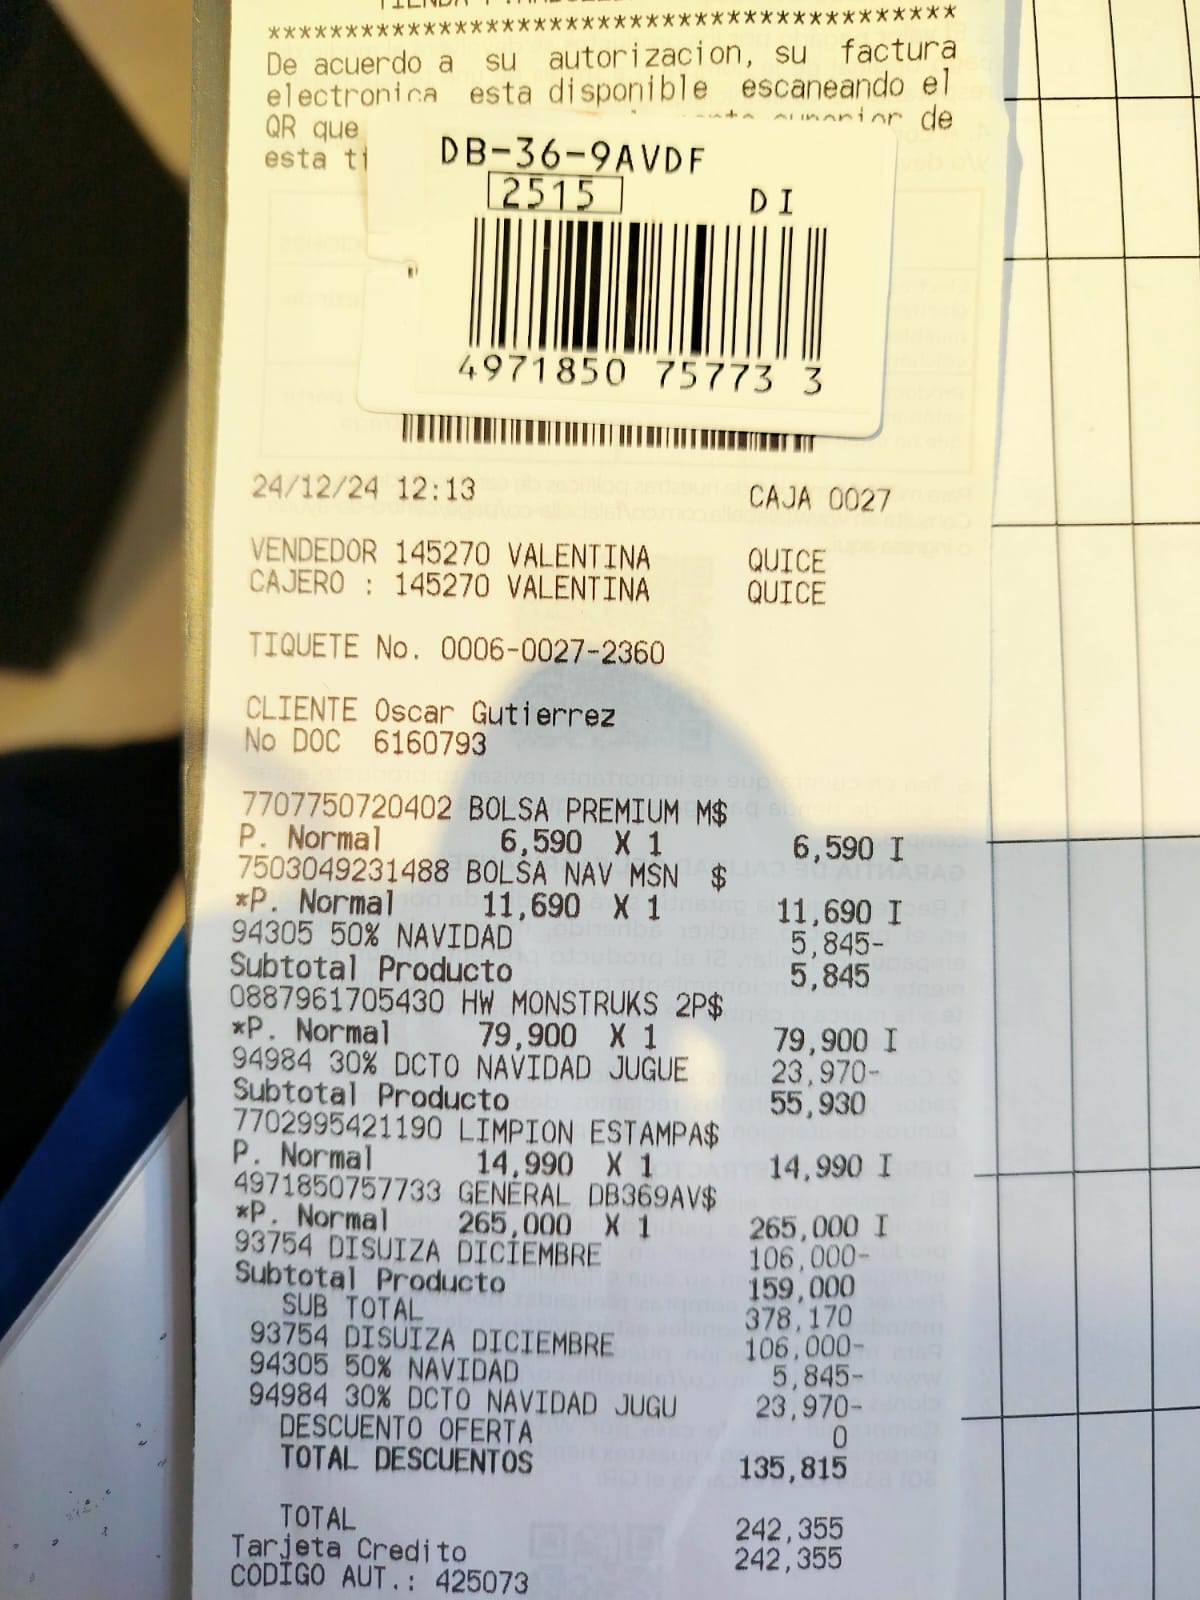 ******************************************
De acuerdo a su autorizacion, su factura
electronica esta disponible escaneando el
QR que superior de
esta
DB-36-9AVDF
2515
DI
4971850 75773 3
24/12/24 12:13 CAJA 0027
VENDEDOR 145270 VALENTINA QUICE
CAJERO : 145270 VALENTINA QUICE
TIQUETE No. 0006-0027-2360
CLIENTE Oscar Gutierrez
No DOC 6160793
7707750720402 BOLSA PREMIUM M$
P. Normal 6,590 X 1 6,590 I
7503049231488 BOLSA NAV MSN $
*P. Normal 11,690 X 1 11,690 I
94305 50% NAVIDAD 5,845-
Subtotal Producto 5,845
0887961705430 HW MONSTRUKS 2P$
*P. Normal 79,900 X 1 79,900 I
94984 30% DCTO NAVIDAD JUGUE 23,970-
Subtotal Producto 55,930
7702995421190 LIMPION ESTAMPA$
P. Normal 14,990 X 1 14,990 I
4971850757733 GENERAL DB369AV$
*P. Normal 265,000 X 1 265,000 I
93754 DISUIZA DICIEMBRE 106,000-
Subtotal Producto 159,000
SUB TOTAL 378,170
93754 DISUIZA DICIEMBRE 106,000-
94305 50% NAVIDAD 5,845-
94984 30% DCTO NAVIDAD JUGU 23,970-
DESCUENTO OFERTA 0
TOTAL DESCUENTOS 135,815
TOTAL 242,355
Tarjeta Credito 242,355
CODIGO AUT.: 425073